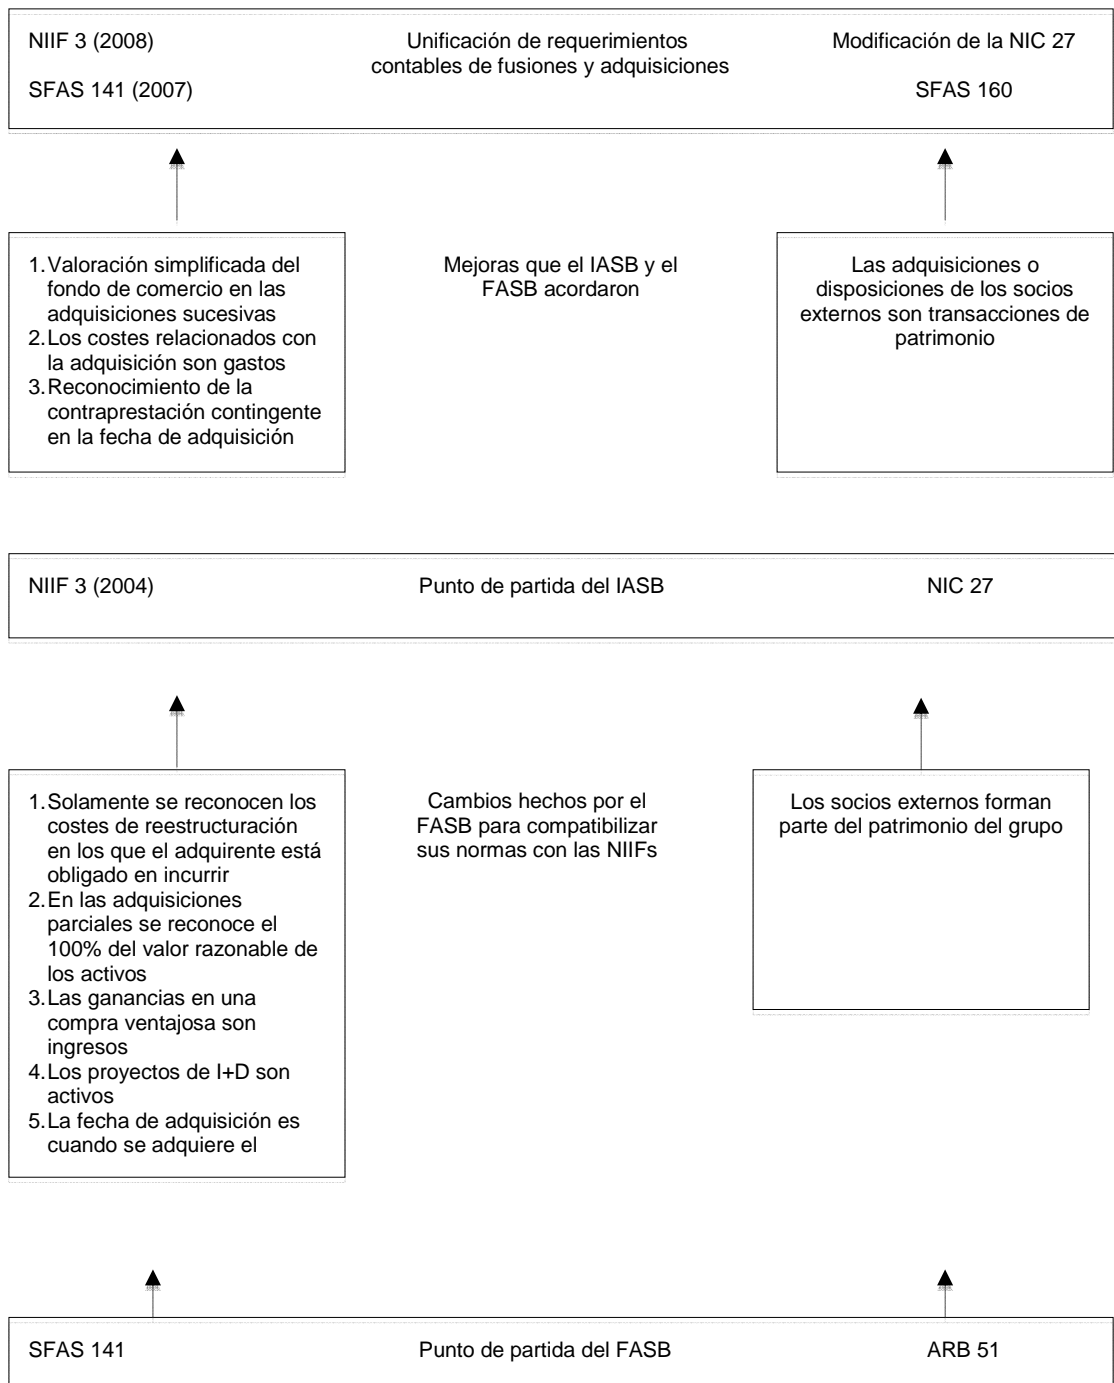 NIIF 3 (2008)
SFAS 141 (2007)
Unificación de requerimientos
contables de fusiones y adquisiciones
Modificación de la NIC 27
SFAS 160
1. Valoración simplificada del
fondo de comercio en las
adquisiciones sucesivas
2. Los costes relacionados con
la adquisición son gastos
3. Reconocimiento de la
contraprestación contingente
en la fecha de adquisición
Mejoras que el IASB y el
FASB acordaron
Las adquisiciones o
disposiciones de los socios
externos son transacciones de
patrimonio
NIIF 3 (2004)
Punto de partida del IASB
NIC 27
1. Solamente se reconocen los
costes de reestructuración
en los que el adquirente está
obligado en incurrir
2. En las adquisiciones
parciales se reconoce el
100% del valor razonable de
los activos
3. Las ganancias en una
compra ventajosa son
ingresos
4. Los proyectos de I+D son
activos
5. La fecha de adquisición es
cuando se adquiere el
Cambios hechos por el
FASB para compatibilizar
sus normas con las NIIFs
Los socios externos forman
parte del patrimonio del grupo
SFAS 141
Punto de partida del FASB
ARB 51